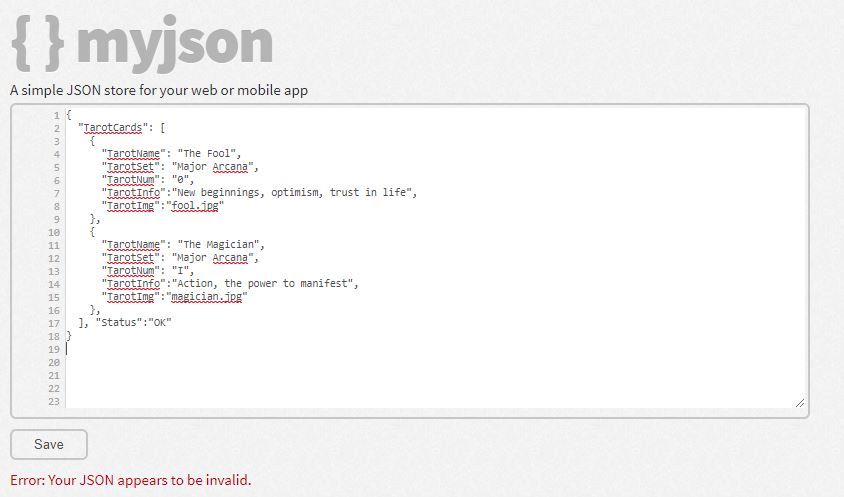 { } myjson
A simple JSON store for your web or mobile app
1 {
2   "TarotCards": [
3     {
4       "TarotName": "The Fool",
5       "TarotSet": "Major Arcana",
6       "TarotNum": "0",
7       "TarotInfo":"New beginnings, optimism, trust in life",
8       "TarotImg":"fool.jpg"
9     },
10     {
11       "TarotName": "The Magician",
12       "TarotSet": "Major Arcana",
13       "TarotNum": "I",
14       "TarotInfo":"Action, the power to manifest",
15       "TarotImg":"magician.jpg"
16     },
17   ], "Status":"OK"
18 }
19
20
21
22
23
Save
Error: Your JSON appears to be invalid.